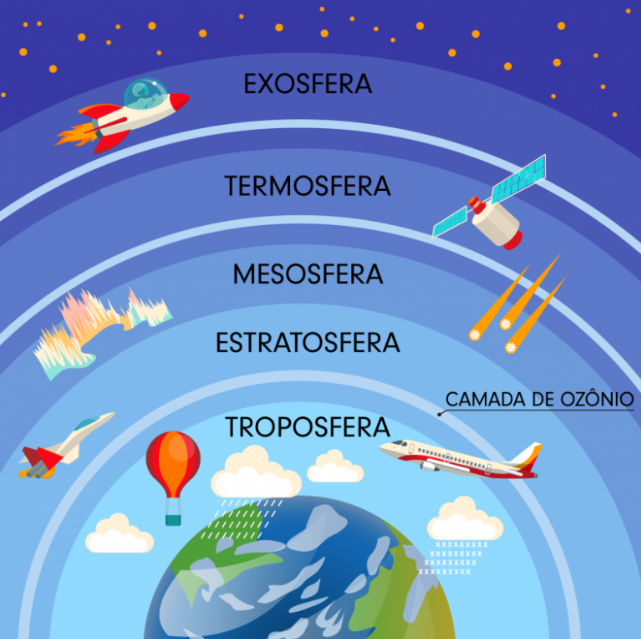 EXOSFERA
TERMOSFERA
MESOSFERA
ESTRATOSFERA
CAMADA DE OZÔNIO
TROPOSFERA